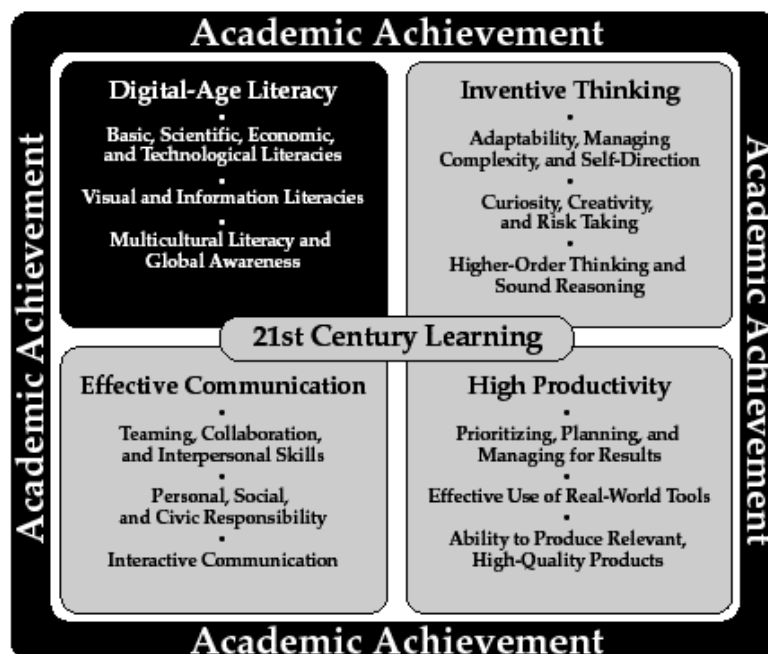 Academic Achievement
Academic Achievement
Digital-Age Literacy
•
Basic, Scientific, Economic,
and Technological Literacies
•
Visual and Information Literacies
•
Multicultural Literacy and
Global Awareness
Inventive Thinking
•
Adaptability, Managing
Complexity, and Self-Direction
•
Curiosity, Creativity,
and Risk Taking
•
Higher-Order Thinking and
Sound Reasoning
21st Century Learning
Effective Communication
•
Teaming, Collaboration,
and Interpersonal Skills
•
Personal, Social,
and Civic Responsibility
•
Interactive Communication
High Productivity
•
Prioritizing, Planning, and
Managing for Results
•
Effective Use of Real-World Tools
•
Ability to Produce Relevant,
High-Quality Products
Academic Achievement
Academic Achievement